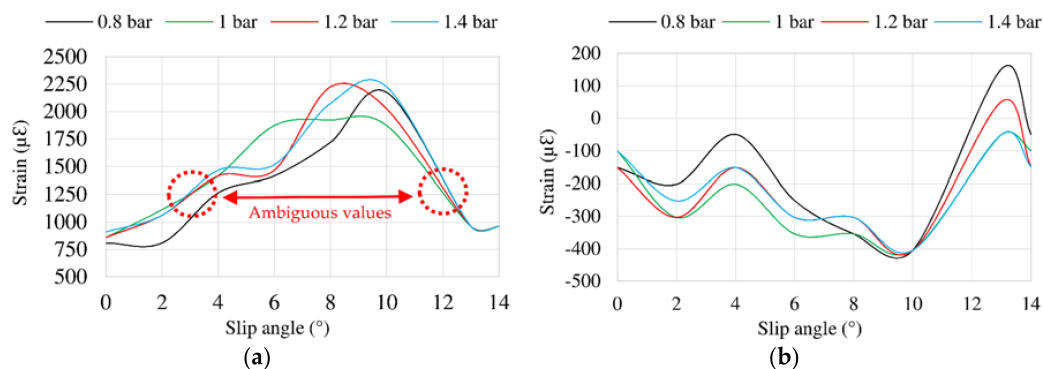 0.8 bar 1 bar 1.2 bar 1.4 bar
Strain (µƐ)
2500
2250
2000
1750
1500
1250
1000
750
500
Ambiguous values
0 2 4 6 8 10 12 14
Slip angle (°)
(a)
0.8 bar 1 bar 1.2 bar 1.4 bar
Strain (µƐ)
200
100
0
-100
-200
-300
-400
-500
0 2 4 6 8 10 12 14
Slip angle (°)
(b)